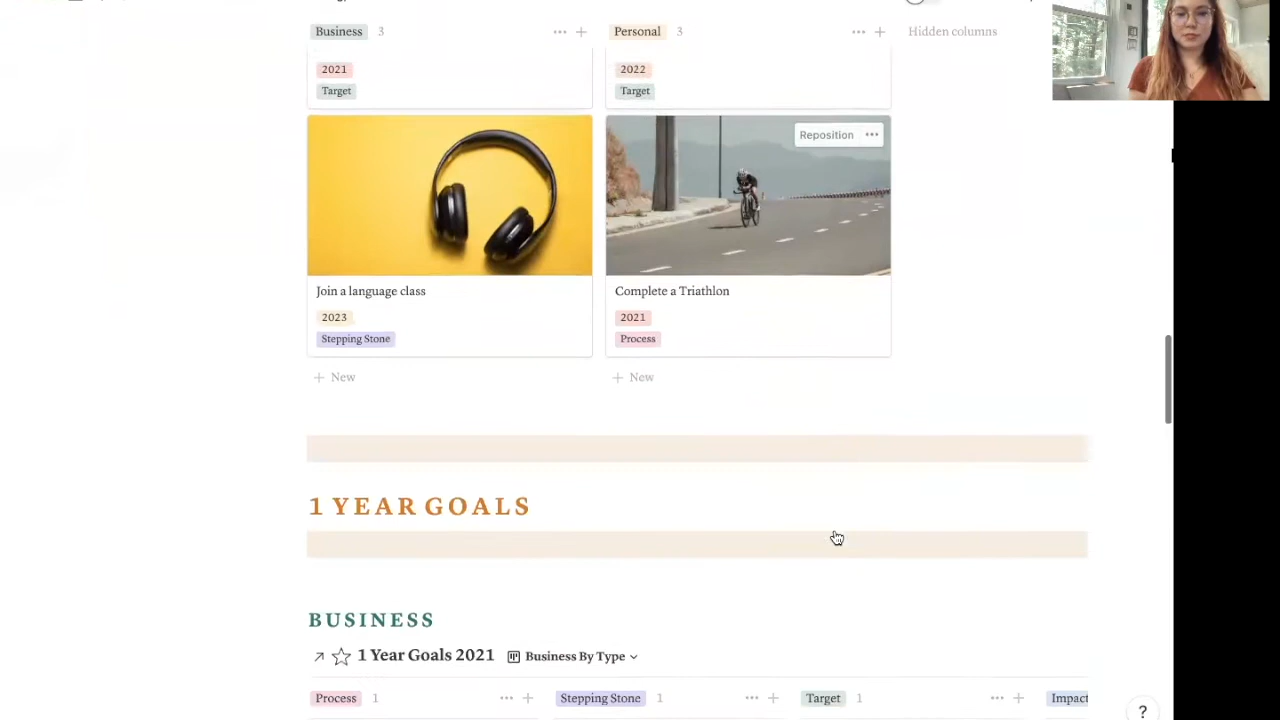 Business 3 Personal 3 Hidden columns
2021 2022
Target Target
Reposition
Join a language class Complete a Triathlon
2023 2021
Stepping Stone Process
New New
1 YEAR GOALS
BUSINESS
1 Year Goals 2021 Business By Type
Process 1 Stepping Stone 1 Target 1 Impact
?